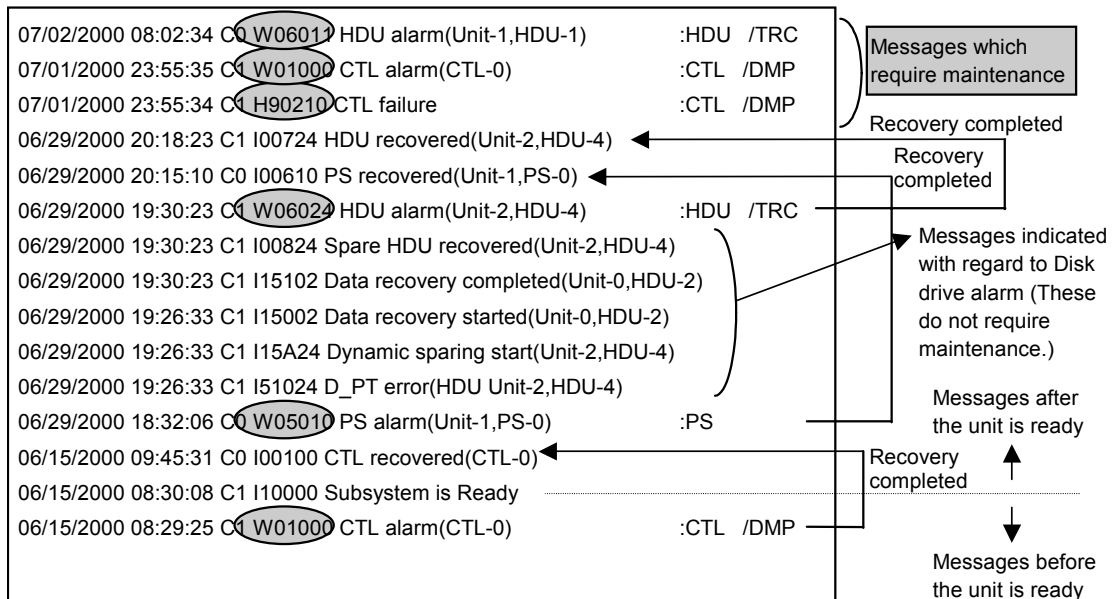 07/02/2000 08:02:34 C0 W06011 HDU alarm(Unit-1,HDU-1) :HDU /TRC
07/01/2000 23:55:35 C1 W01000 CTL alarm(CTL-0) :CTL /DMP
07/01/2000 23:55:34 C1 H90210 CTL failure :CTL /DMP
06/29/2000 20:18:23 C1 I00724 HDU recovered(Unit-2,HDU-4)
06/29/2000 20:15:10 C0 I00610 PS recovered(Unit-1,PS-0)
06/29/2000 19:30:23 C1 W06024 HDU alarm(Unit-2,HDU-4) :HDU /TRC
06/29/2000 19:30:23 C1 I00824 Spare HDU recovered(Unit-2,HDU-4)
06/29/2000 19:30:23 C1 I15102 Data recovery completed(Unit-0,HDU-2)
06/29/2000 19:26:33 C1 I15002 Data recovery started(Unit-0,HDU-2)
06/29/2000 19:26:33 C1 I15A24 Dynamic sparing start(Unit-2,HDU-4)
06/29/2000 19:26:33 C1 I51024 D_PT error(HDU Unit-2,HDU-4)
06/29/2000 18:32:06 C0 W05010 PS alarm(Unit-1,PS-0) :PS
06/15/2000 09:45:31 C0 I00100 CTL recovered(CTL-0)
06/15/2000 08:30:08 C1 I10000 Subsystem is Ready
06/15/2000 08:29:25 C1 W01000 CTL alarm(CTL-0) :CTL /DMP
Messages which
require maintenance
Recovery completed
Recovery
completed
Messages indicated
with regard to Disk
drive alarm (These
do not require
maintenance.)
Messages after
the unit is ready
Recovery
completed
Messages before
the unit is ready